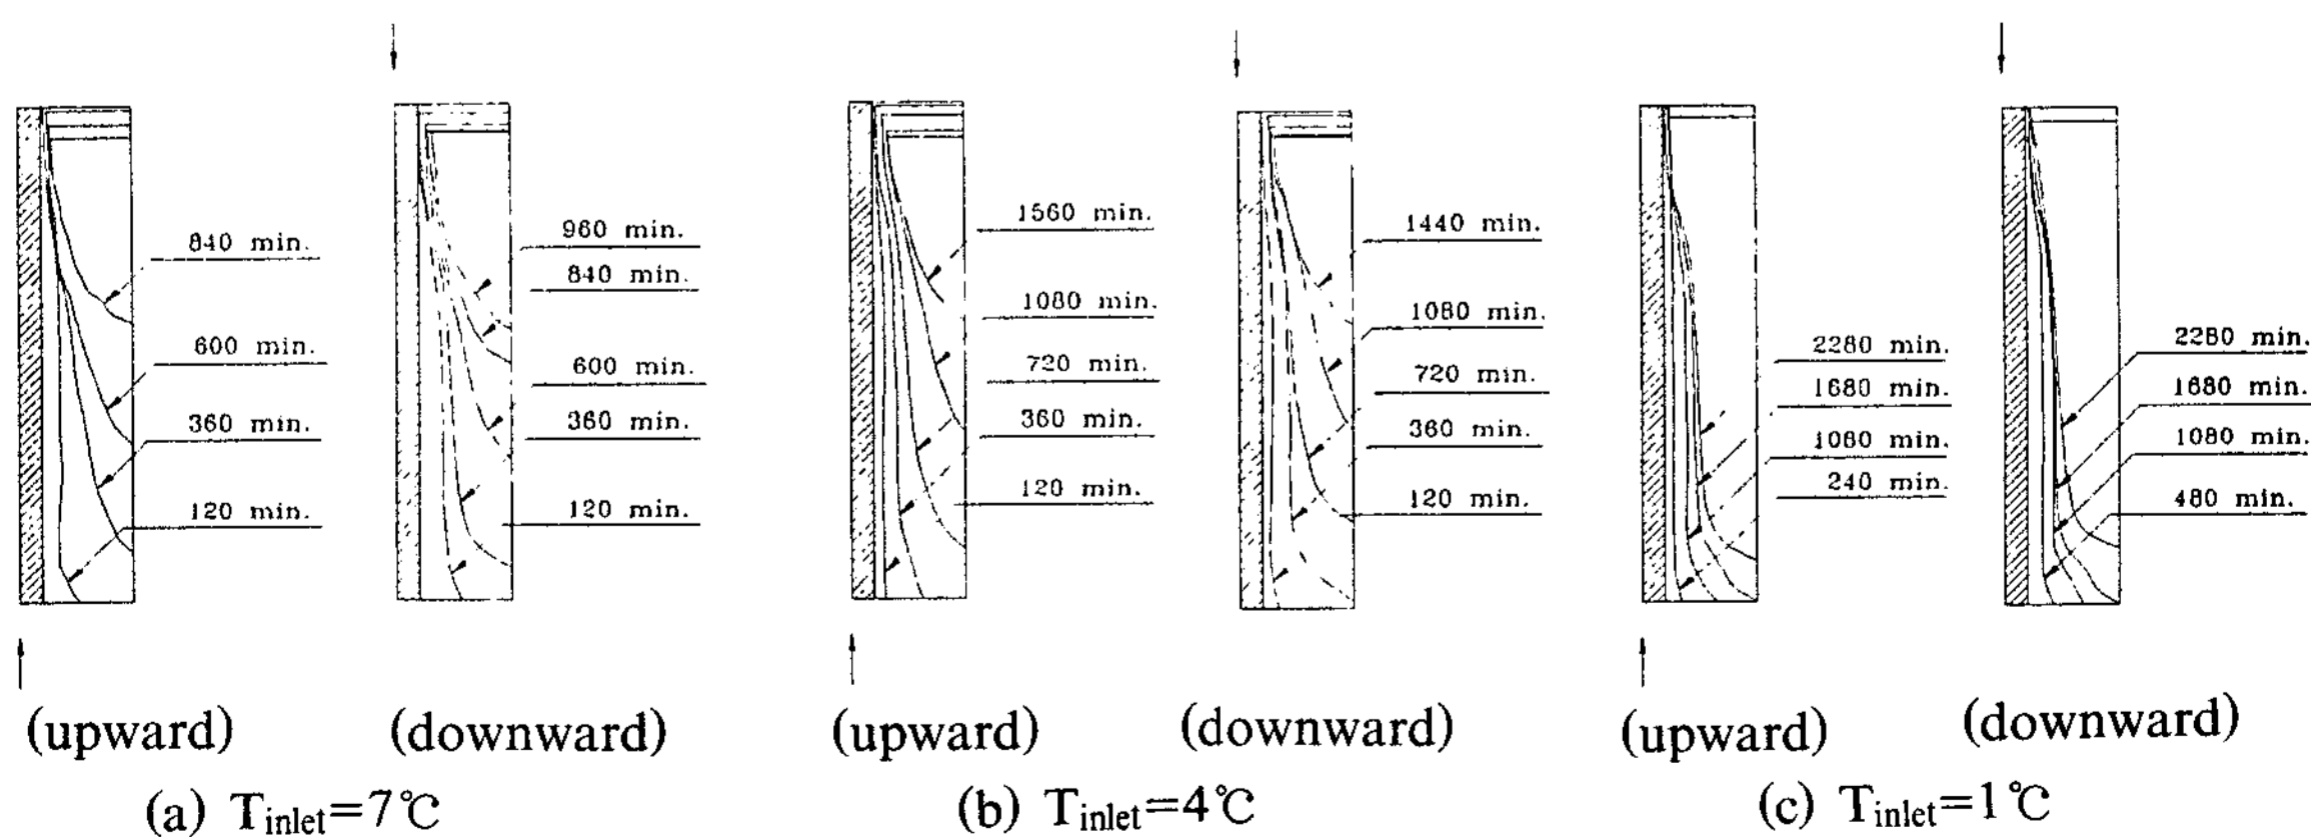 840 min.
600 min.
360 min.
120 min.
960 min.
840 min.
600 min.
360 min.
120 min.
1560 min.
1080 min.
720 min.
360 min.
120 min.
1440 min.
1080 min.
720 min.
360 min.
120 min.
2280 min.
1680 min.
1080 min.
240 min.
2280 min.
1680 min.
1080 min.
480 min.
(upward) (downward) (upward) (downward) (upward) (downward)
(a) Tinlet=7℃ (b) Tinlet=4℃ (c) Tinlet=1℃